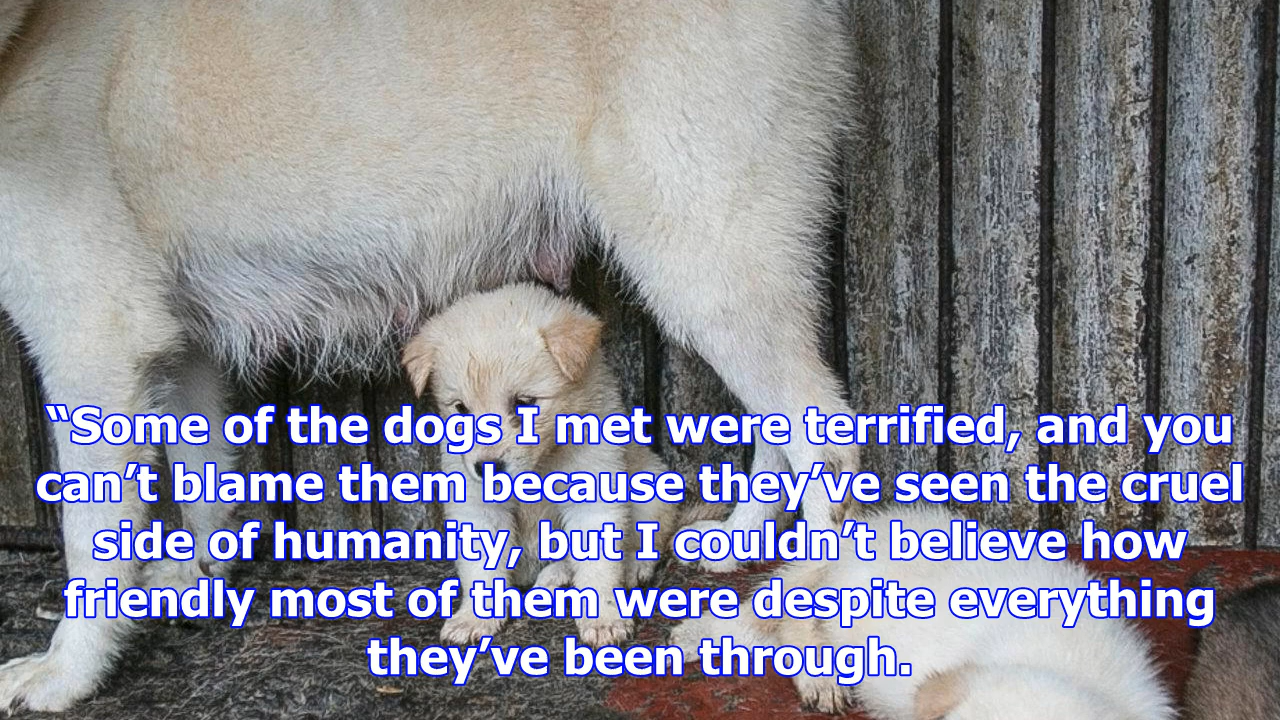 “Some of the dogs I met were terrified, and you
can’t blame them because they’ve seen the cruel
side of humanity, but I couldn’t believe how
friendly most of them were despite everything
they’ve been through.